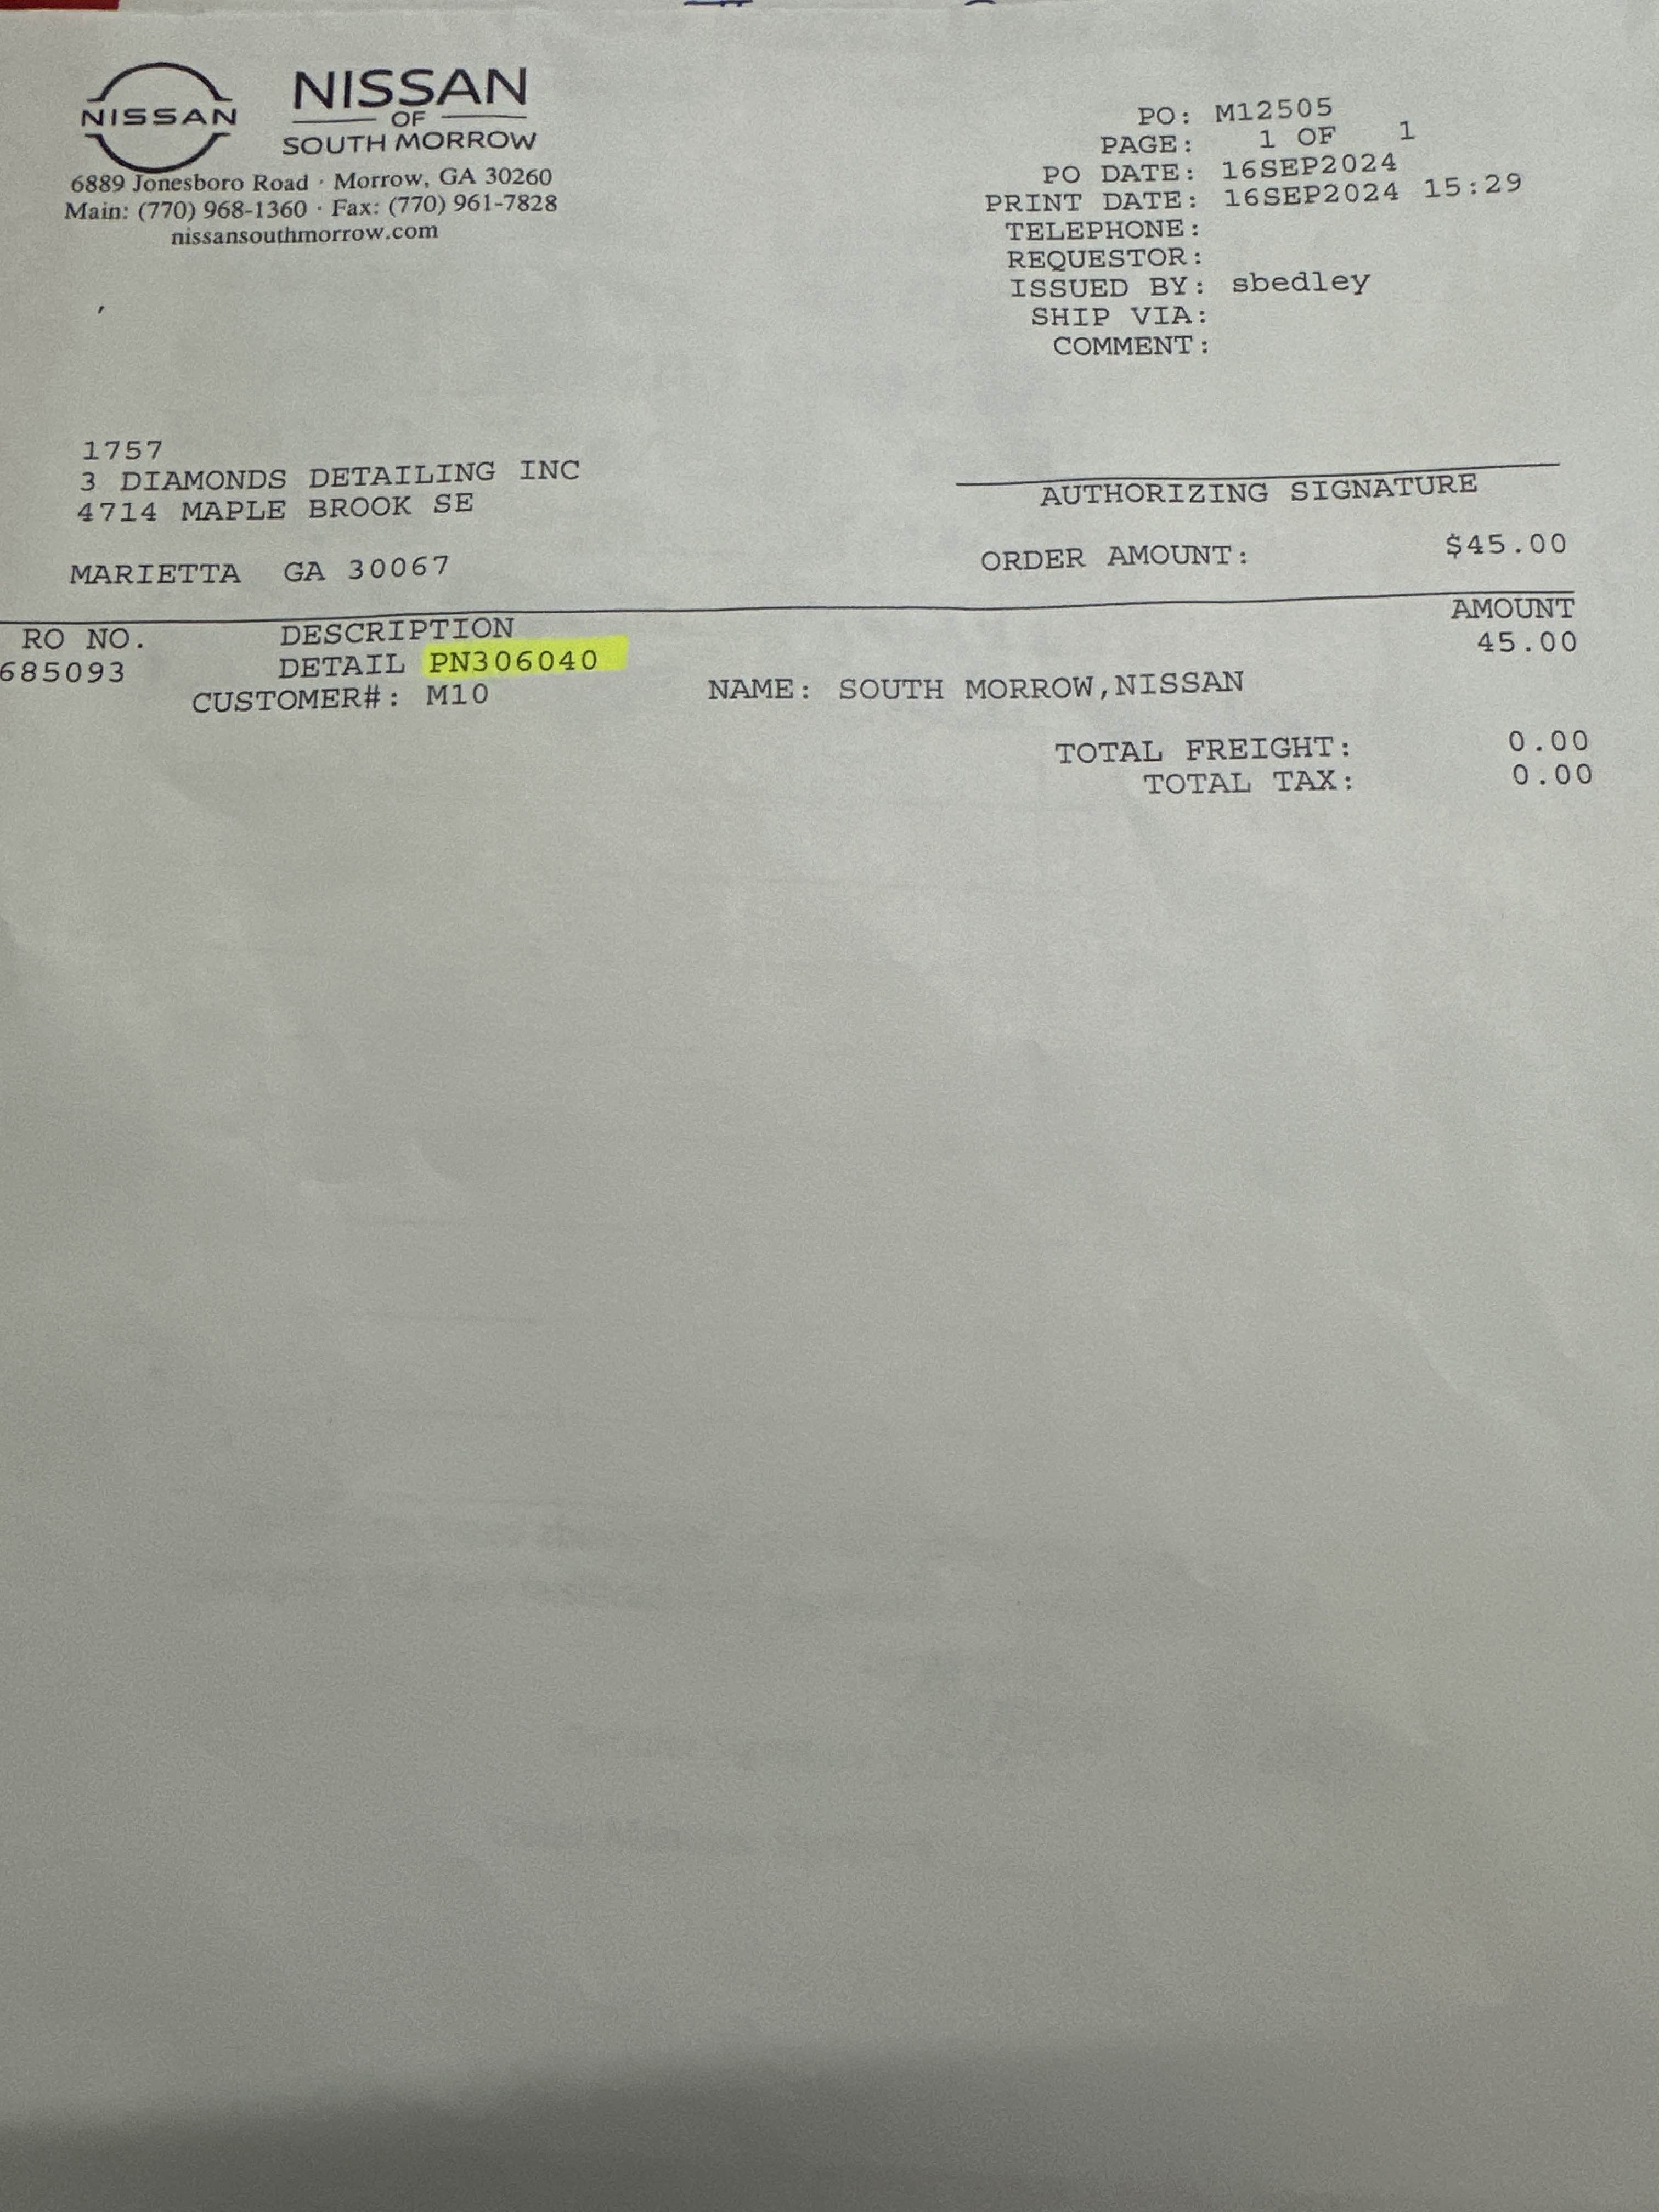 NISSAN
NISSAN
OF
SOUTH MORROW
6889 Jonesboro Road · Morrow, GA 30260
Main: (770) 968-1360 · Fax: (770) 961-7828
nissansouthmorrow.com
PO: M12505
PAGE: 1 OF 1
PO DATE: 16SEP2024
PRINT DATE: 16SEP2024 15:29
TELEPHONE:
REQUESTOR:
ISSUED BY: sbedley
SHIP VIA:
COMMENT:
1757
3 DIAMONDS DETAILING INC
4714 MAPLE BROOK SE
MARIETTA GA 30067
AUTHORIZING SIGNATURE
ORDER AMOUNT: $45.00
RO NO. DESCRIPTION AMOUNT
685093 DETAIL PN306040 45.00
CUSTOMER#: M10 NAME: SOUTH MORROW,NISSAN
TOTAL FREIGHT: 0.00
TOTAL TAX: 0.00